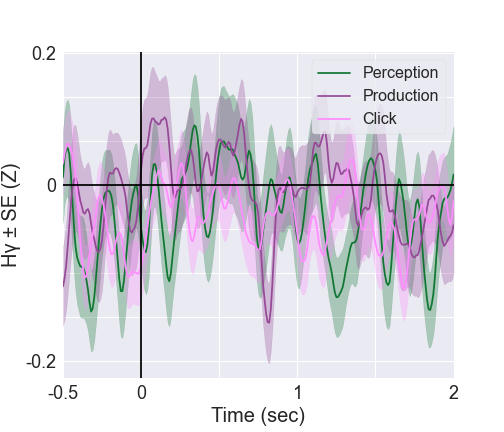 0.2
Perception
Production
Click
0
Hγ ± SE (Z)
-0.2
-0.5
0
1
2
Time (sec)